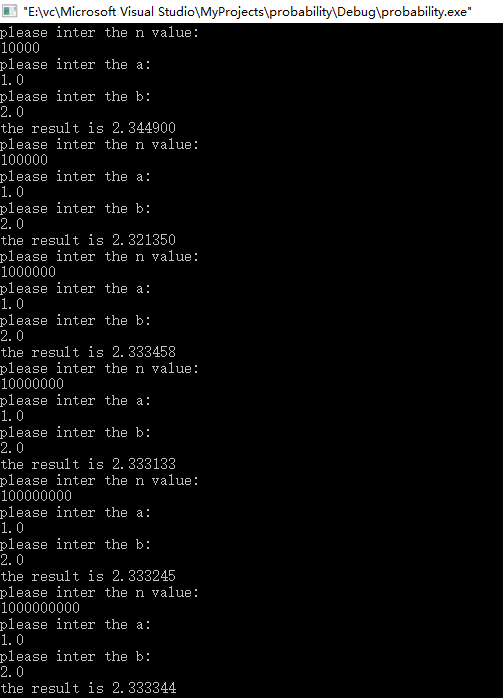 "E:\vc\Microsoft Visual Studio\MyProjects\probability\Debug\probability.exe"
please inter the n value:
10000
please inter the a:
1.0
please inter the b:
2.0
the result is 2.344900
please inter the n value:
100000
please inter the a:
1.0
please inter the b:
2.0
the result is 2.321350
please inter the n value:
1000000
please inter the a:
1.0
please inter the b:
2.0
the result is 2.333458
please inter the n value:
10000000
please inter the a:
1.0
please inter the b:
2.0
the result is 2.333133
please inter the n value:
100000000
please inter the a:
1.0
please inter the b:
2.0
the result is 2.333245
please inter the n value:
1000000000
please inter the a:
1.0
please inter the b:
2.0
the result is 2.333344